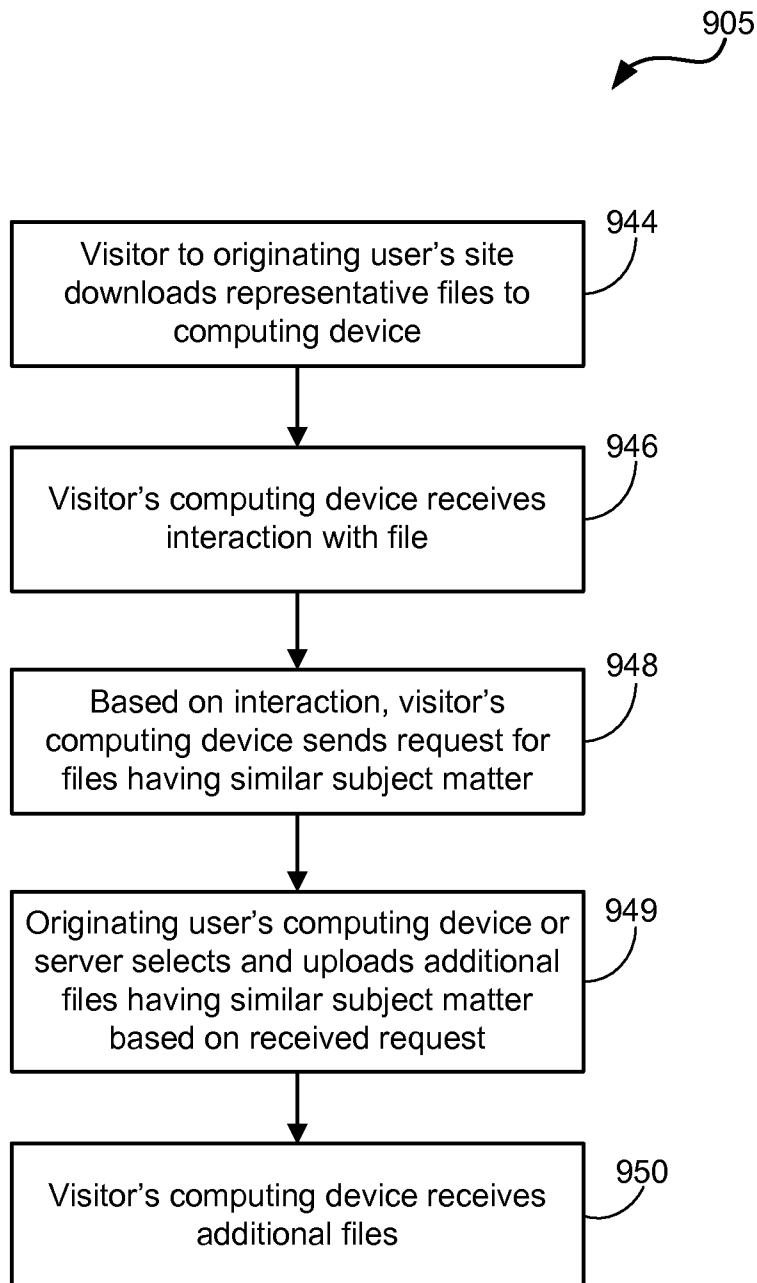 905
944
Visitor to originating user’s site
downloads representative files to
computing device
946
Visitor’s computing device receives
interaction with file
948
Based on interaction, visitor’s
computing device sends request for
files having similar subject matter
949
Originating user’s computing device or
server selects and uploads additional
files having similar subject matter
based on received request
950
Visitor’s computing device receives
additional files